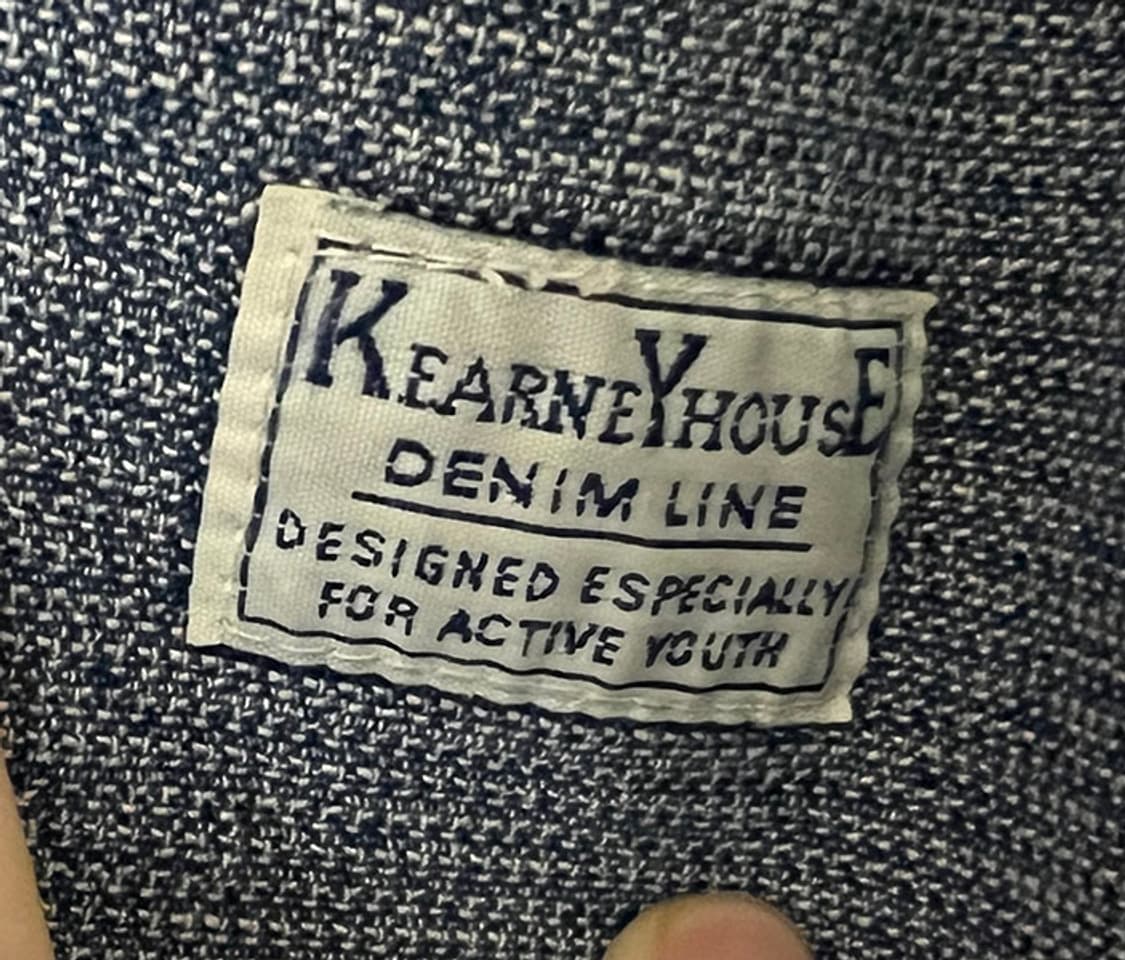 KEARNEYHOUSE
DENIM LINE
DESIGNED ESPECIALLY
FOR ACTIVE YOUTH